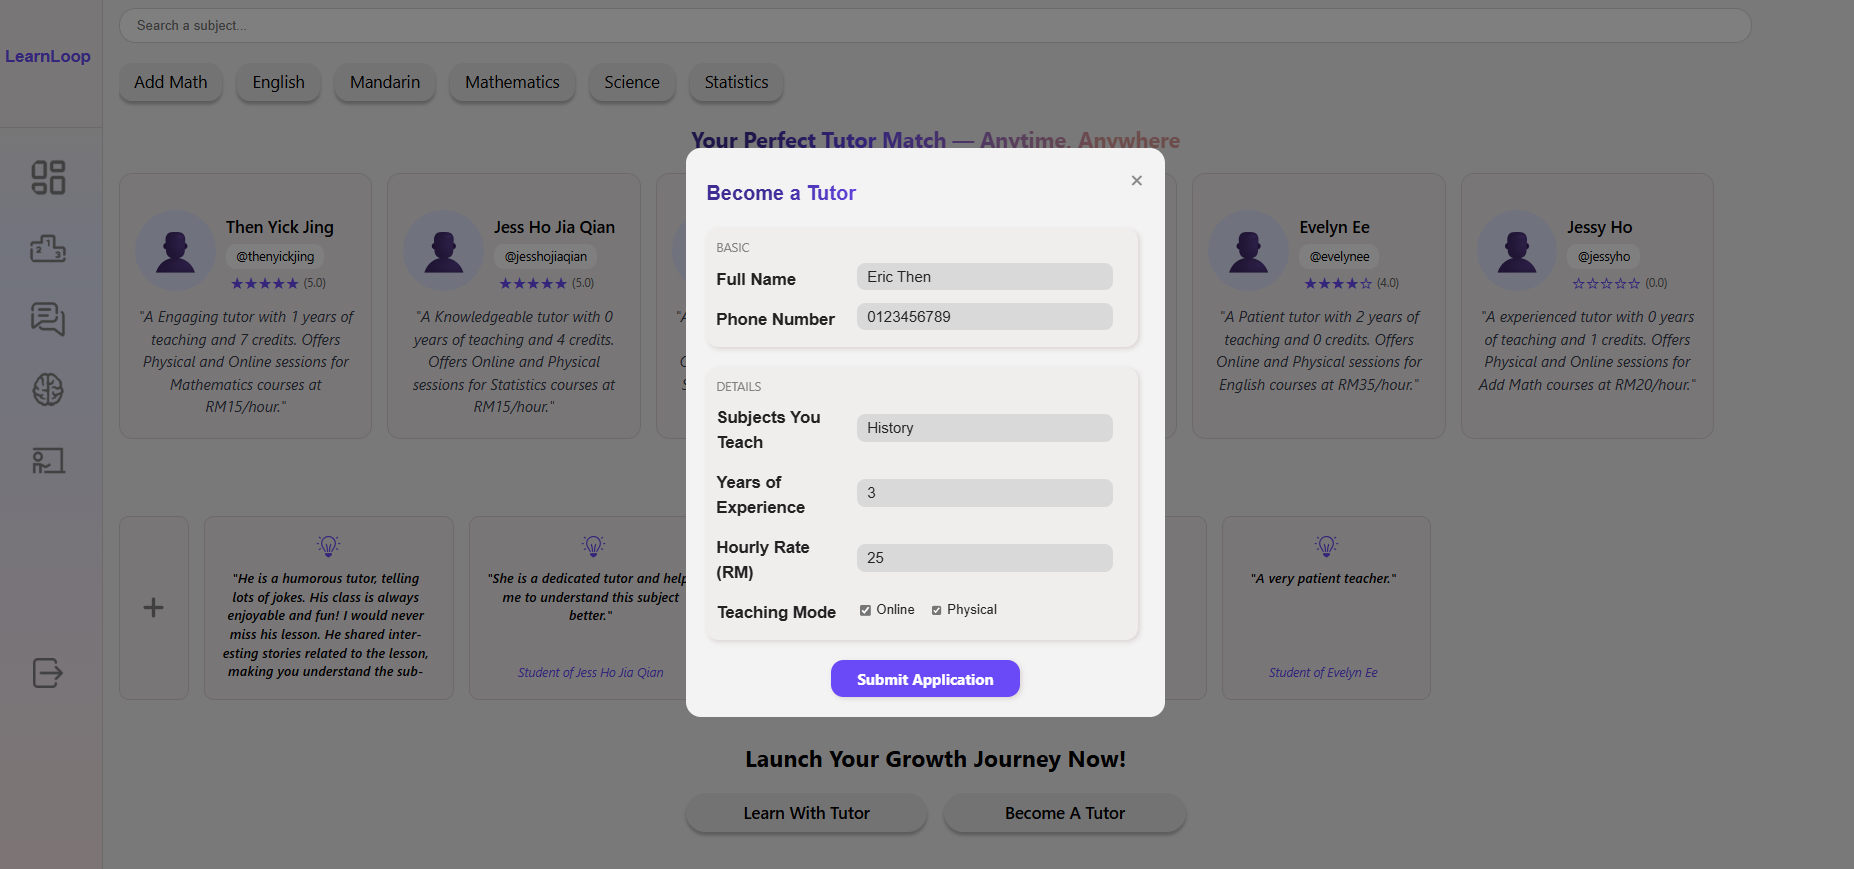 Search a subject...
LearnLoop
Add Math
English
Mandarin
Mathematics
Science
Statistics
Your Perfect Tutor Match — Anytime, Anywhere
Then Yick Jing
@thenyickjing
★★★★★ (5.0)
"A Engaging tutor with 1 years of
teaching and 7 credits. Offers
Physical and Online sessions for
Mathematics courses at
RM15/hour."
Jess Ho Jia Qian
@jesshojiaqian
★★★★★ (5.0)
"A Knowledgeable tutor with 0
years of teaching and 4 credits.
Offers Online and Physical
sessions for Statistics courses at
RM15/hour."
Evelyn Ee
@evelynee
★★★★☆ (4.0)
"A Patient tutor with 2 years of
teaching and 0 credits. Offers
Online and Physical sessions for
English courses at RM35/hour."
Jessy Ho
@jessyho
☆☆☆☆☆ (0.0)
"A experienced tutor with 0 years
of teaching and 1 credits. Offers
Physical and Online sessions for
Add Math courses at RM20/hour."
Become a Tutor
×
BASIC
Full Name
Eric Then
Phone Number
0123456789
DETAILS
Subjects You
Teach
History
Years of
Experience
3
Hourly Rate
(RM)
25
Teaching Mode
Online
Physical
Submit Application
+
"He is a humorous tutor, telling
lots of jokes. His class is always
enjoyable and fun! I would never
miss his lesson. He shared inter-
esting stories related to the lesson,
making you understand the sub-
"She is a dedicated tutor and help
me to understand this subject
better."
Student of Jess Ho Jia Qian
"A very patient teacher."
Student of Evelyn Ee
Launch Your Growth Journey Now!
Learn With Tutor
Become A Tutor